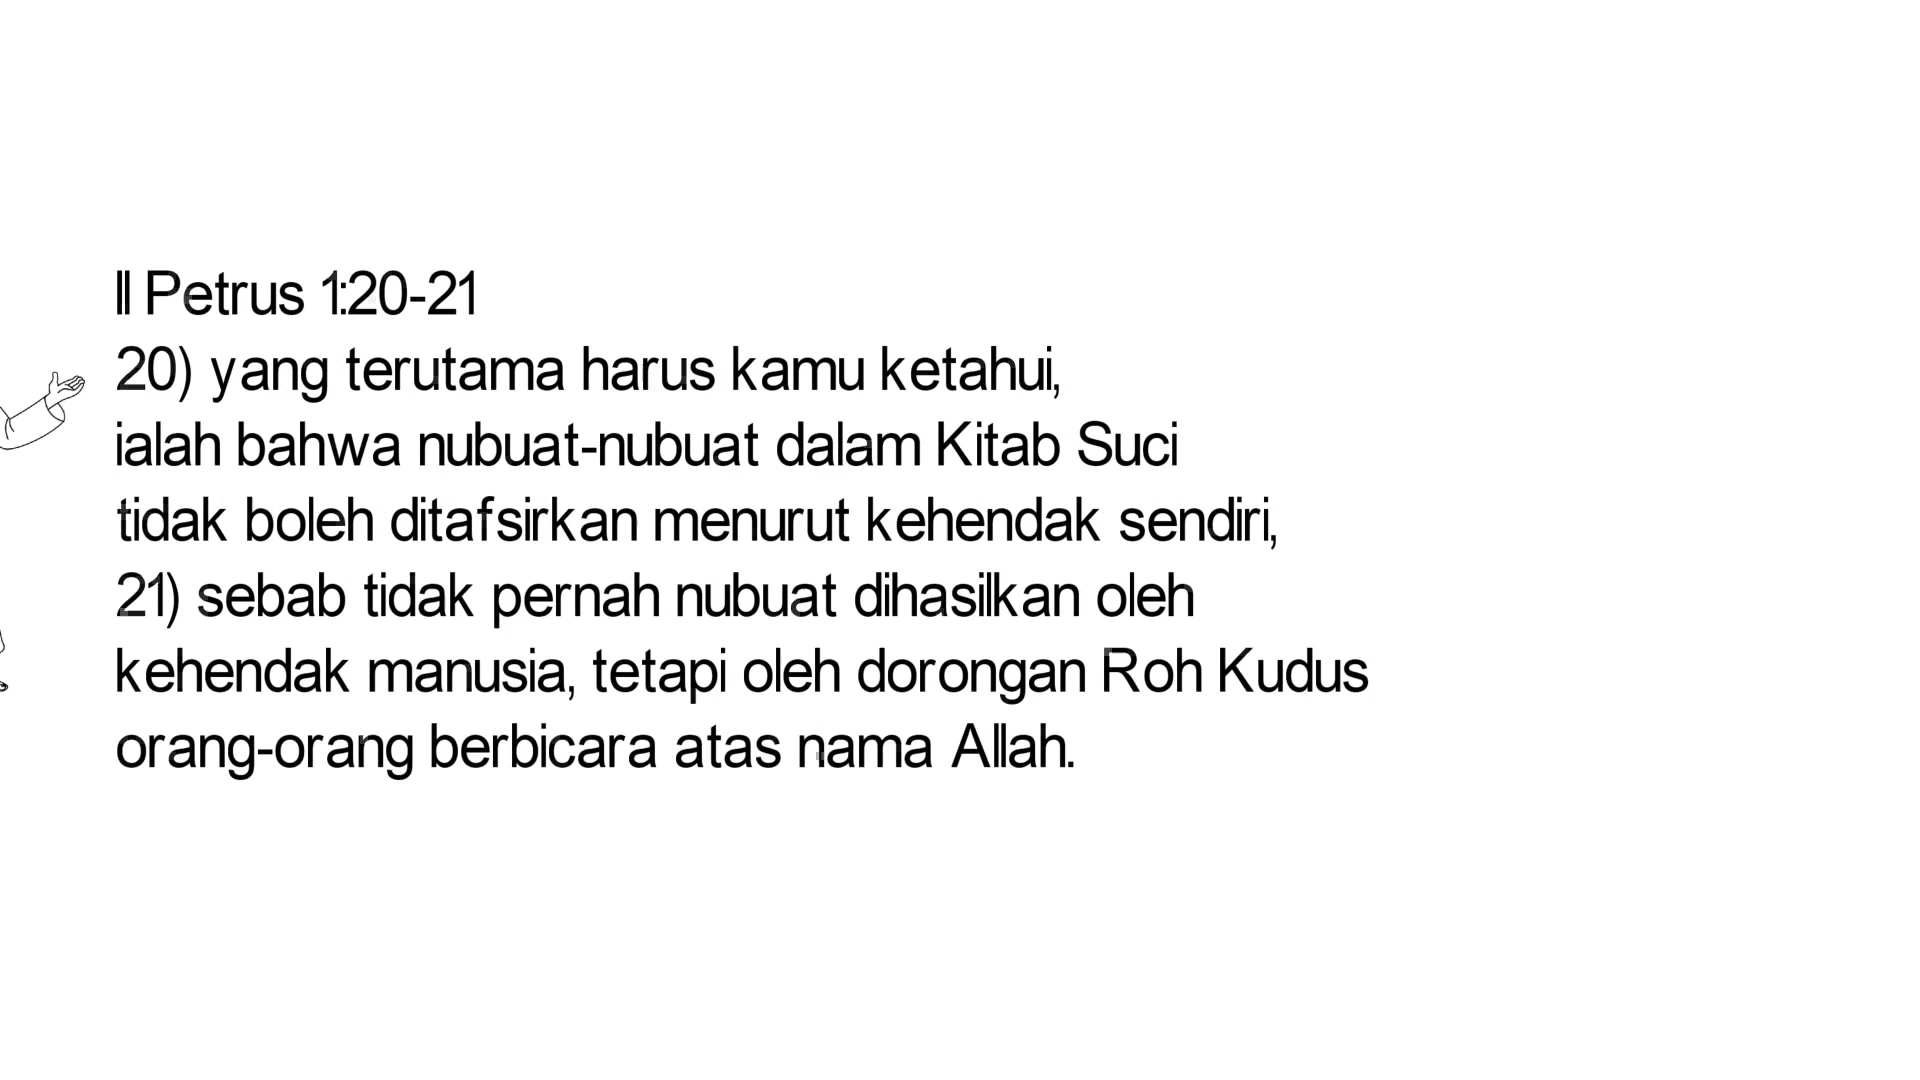 II Petrus 1:20-21
20) yang terutama harus kamu ketahui,
ialah bahwa nubuat-nubuat dalam Kitab Suci
tidak boleh ditafsirkan menurut kehendak sendiri,
21) sebab tidak pernah nubuat dihasilkan oleh
kehendak manusia, tetapi oleh dorongan Roh Kudus
orang-orang berbicara atas nama Allah.